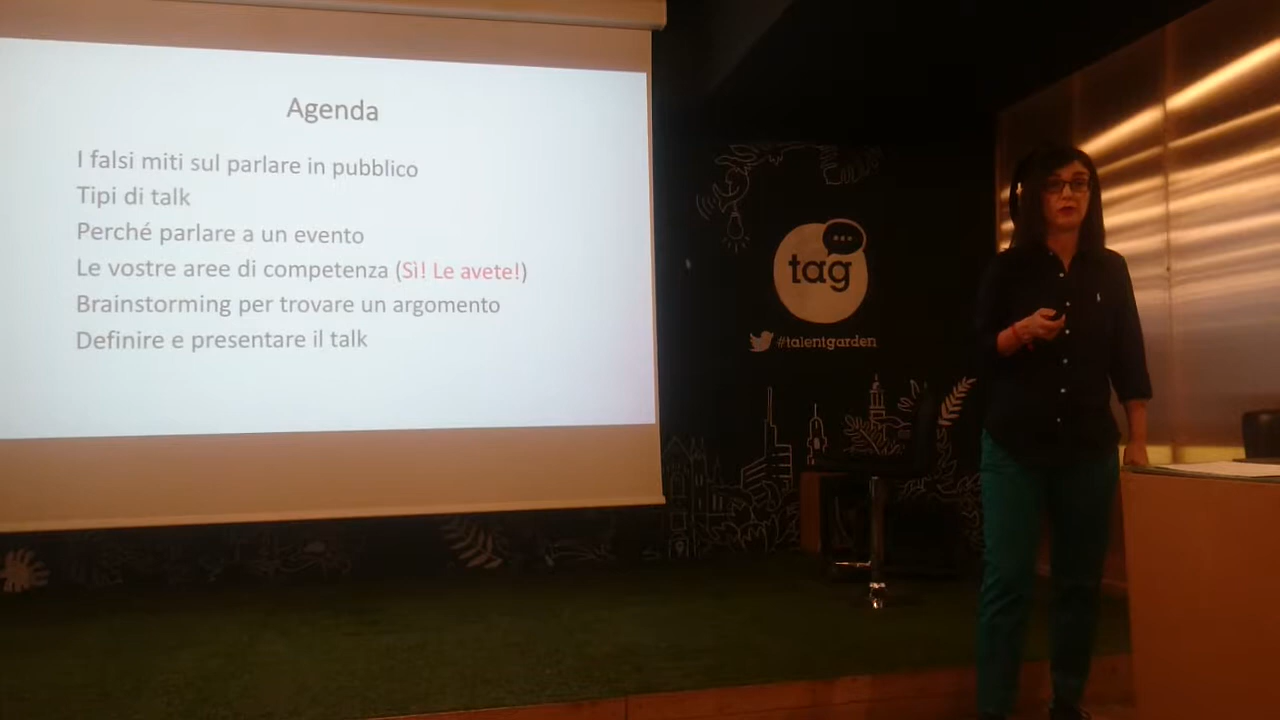 Agenda
I falsi miti sul parlare in pubblico
Tipi di talk
Perché parlare a un evento
Le vostre aree di competenza (Sì! Le avete!)
Brainstorming per trovare un argomento
Definire e presentare il talk
tag
#talentgarden